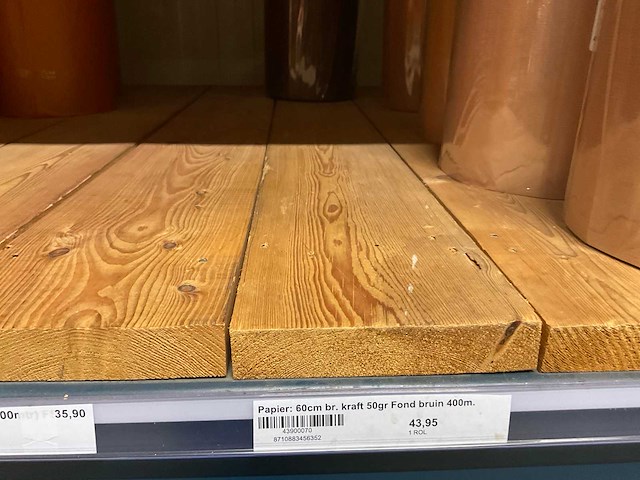 35,90
Papier: 60cm br. kraft 50gr Fond bruin 400m.
43900070
8710883456352
43,95
1 ROL